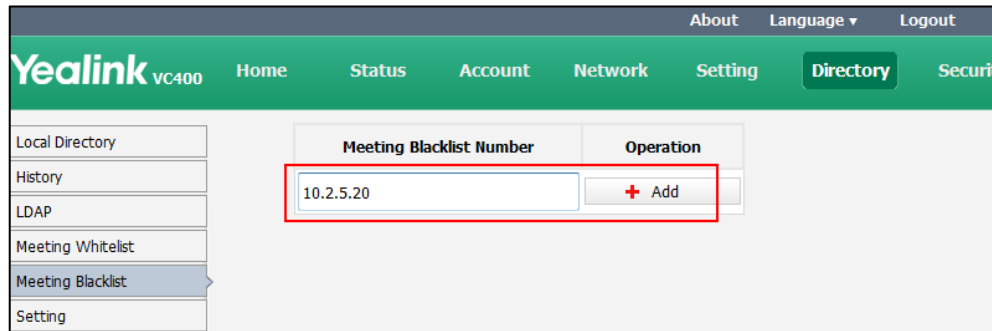 About Language ▾ Logout
Yealink VC400 Home Status Account Network Setting Directory Securi
Local Directory
Meeting Blacklist Number Operation
History
10.2.5.20 + Add
LDAP
Meeting Whitelist
Meeting Blacklist
Setting